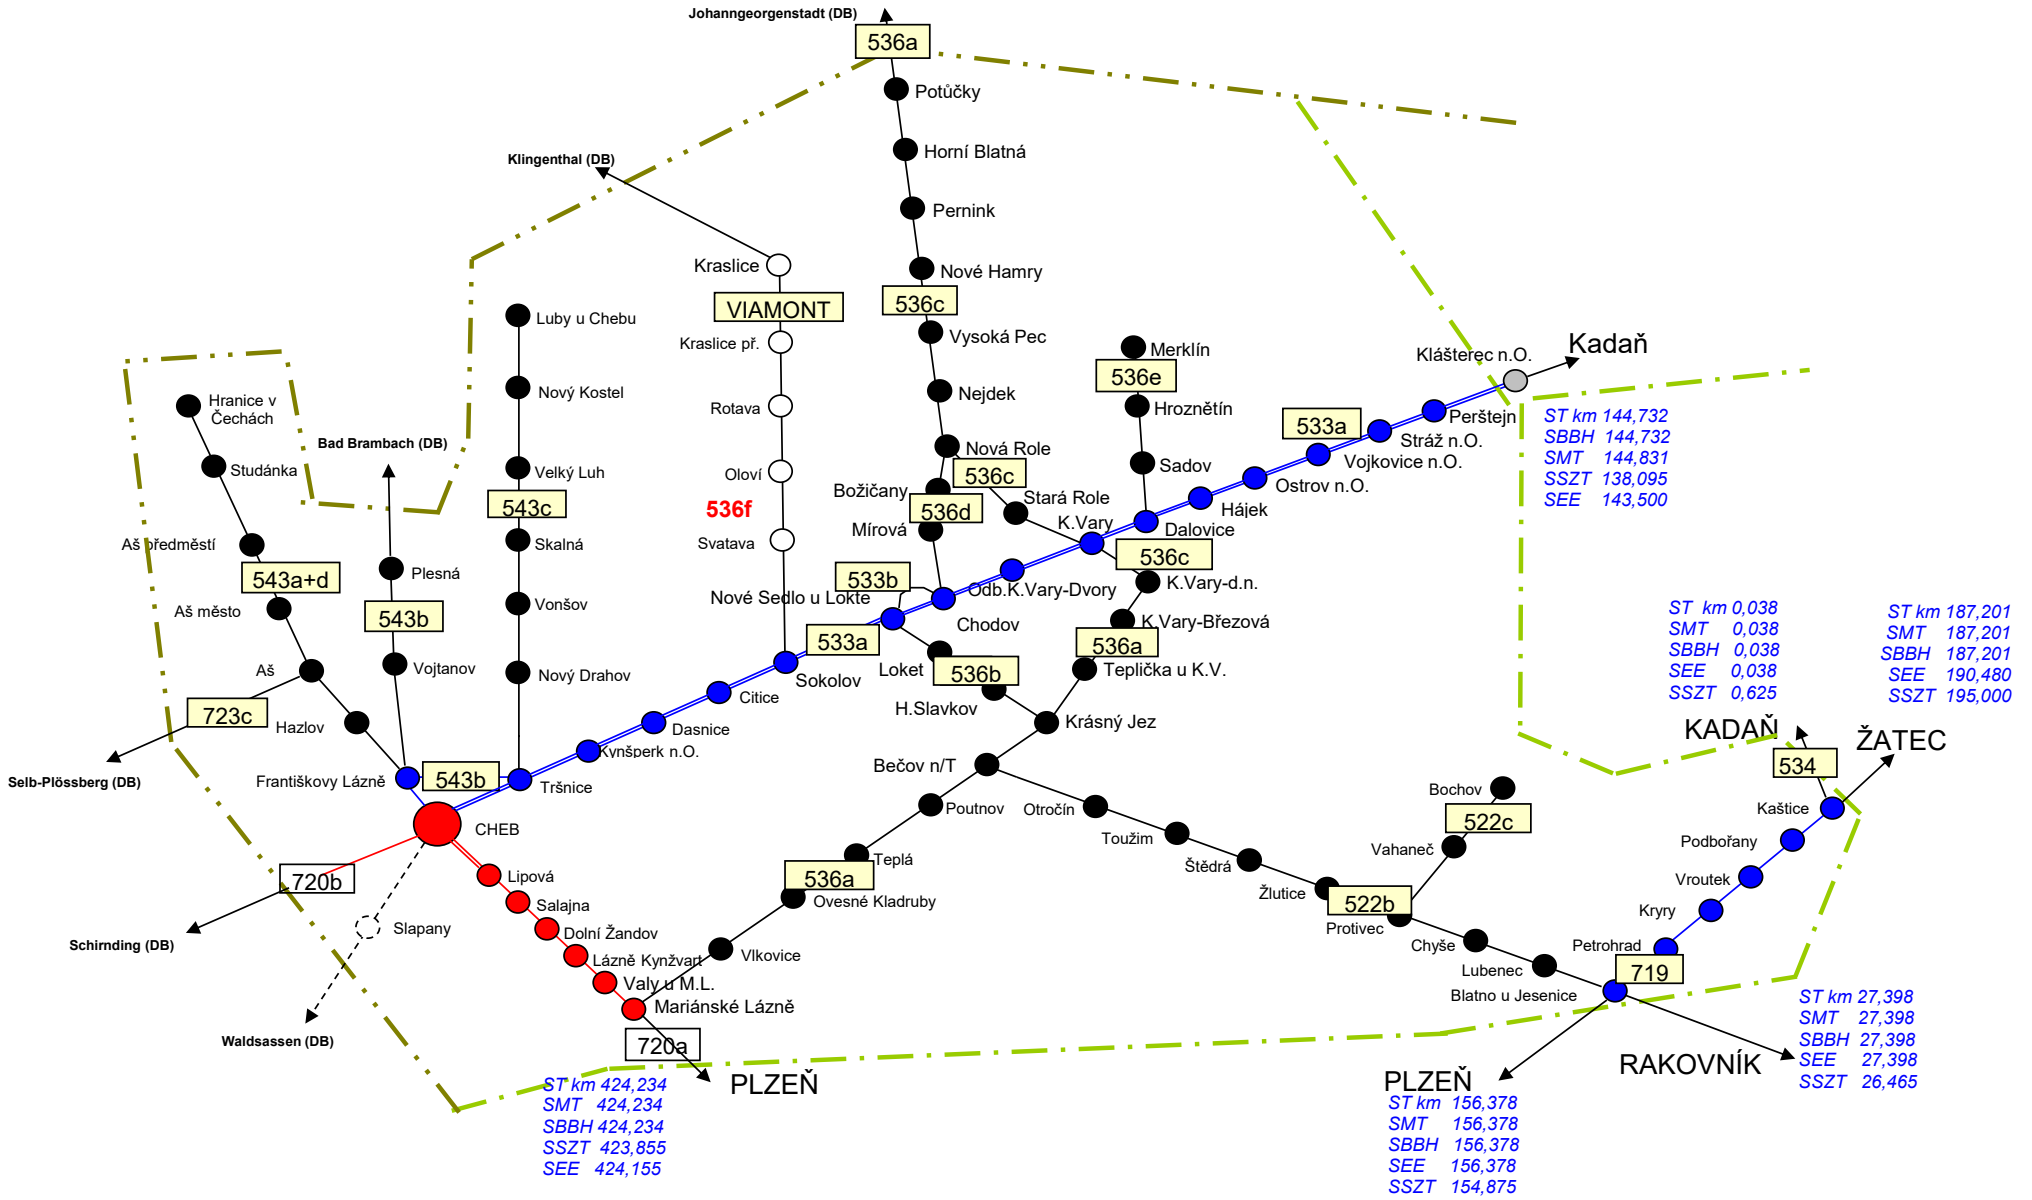 Johanngeorgenstadt (DB)
536a
Potůčky
Horní Blatná
Klingenthal (DB)
Pernink
Kraslice
Nové Hamry
536c
VIAMONT
Luby u Chebu
Kraslice př.
Vysoká Pec
Merklín
Klášterec n.O.
Kadaň
536e
Nový Kostel
Nejdek
Hranice v
Čechách
Rotava
Hroznětín
533a
Perštejn
Stráž n.O.
ST km 144,732
SBBH 144,732
SMT 144,831
SSZT 138,095
SEE 143,500
Bad Brambach (DB)
Nová Role
Vojkovice n.O.
Studánka
Velký Luh
Oloví
536c
Sadov
Ostrov n.O.
Božičany
Stará Role
543c
536f
536d
Hájek
K.Vary
Mírová
Dalovice
Aš předměstí
Skalná
Svatava
536c
543a+d
Plesná
533b
Odb.K.Vary-Dvory
K.Vary-d.n.
Nové Sedlo u Lokte
Vonšov
Aš město
543b
Chodov
K.Vary-Březová
533a
536a
ST km 0,038
SMT 0,038
SBBH 0,038
SEE 0,038
SSZT 0,625
ST km 187,201
SMT 187,201
SBBH 187,201
SEE 190,480
SSZT 195,000
Aš
Vojtanov
Nový Drahov
Sokolov
Loket
536b
Teplička u K.V.
Citice
H.Slavkov
723c
Hazlov
Dasnice
Krásný Jez
KADAŇ
ŽATEC
Kynšperk n.O.
Bečov n/T
534
Selb-Plössberg (DB)
Františkovy Lázně
543b
Tršnice
Bochov
Poutnov
Otročín
Kaštice
522c
CHEB
Toužim
Podbořany
Vahaneč
Teplá
Štědrá
720b
Lipová
536a
Vroutek
Žlutice
522b
Ovesné Kladruby
Salajna
Kryry
Slapany
Protivec
Dolní Žandov
Schirnding (DB)
Chyše
Petrohrad
Vlkovice
Lázně Kynžvart
Lubenec
719
Valy u M.L.
Blatno u Jesenice
Mariánské Lázně
ST km 27,398
SMT 27,398
SBBH 27,398
SEE 27,398
SSZT 26,465
Waldsassen (DB)
720a
RAKOVNÍK
PLZEŇ
PLZEŇ
ST km 424,234
SMT 424,234
SBBH 424,234
SSZT 423,855
SEE 424,155
ST km 156,378
SMT 156,378
SBBH 156,378
SEE 156,378
SSZT 154,875